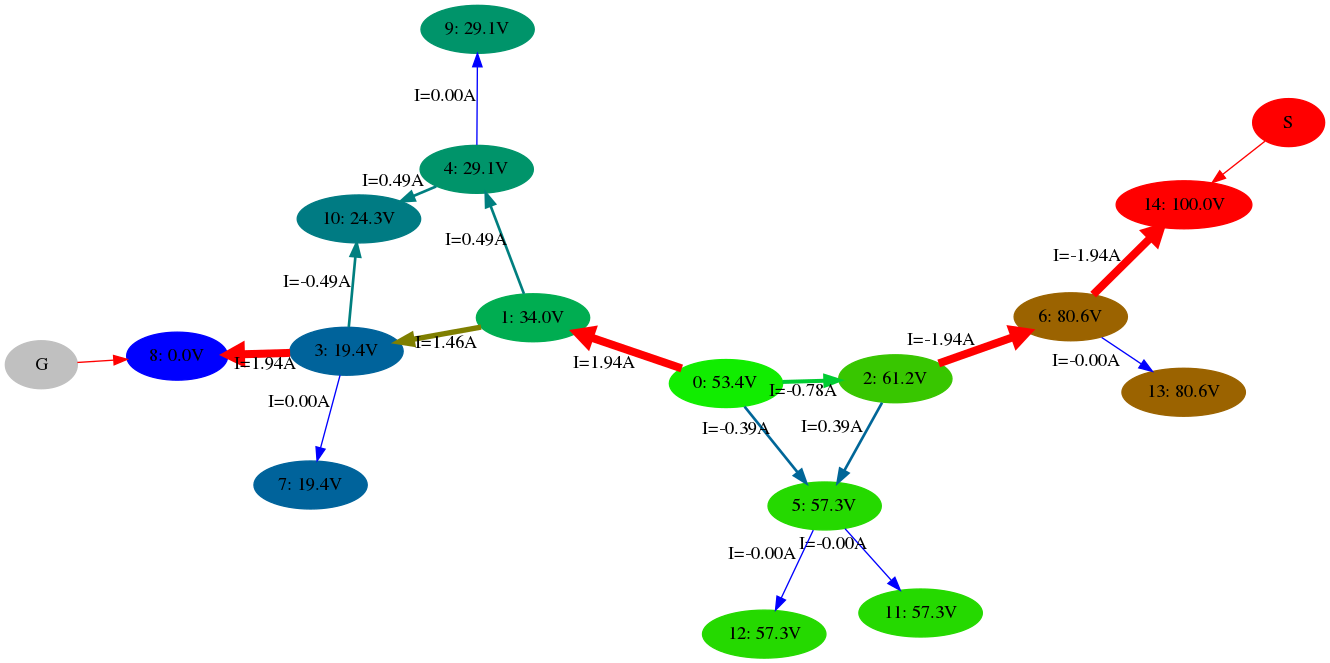 9: 29.1V
I=0.00A
S
4: 29.1V
I=0.49A
14: 100.0V
10: 24.3V
I=0.49A
I=-1.94A
I=-0.49A
1: 34.0V
6: 80.6V
I=-1.94A
I=1.46A
3: 19.4V
8: 0.0V
G
I=1.94A
I=1.94A
I=-0.00A
2: 61.2V
0: 53.4V
I=-0.78A
13: 80.6V
I=0.00A
I=-0.39A
I=0.39A
7: 19.4V
5: 57.3V
I=-0.00A
I=-0.00A
11: 57.3V
12: 57.3V